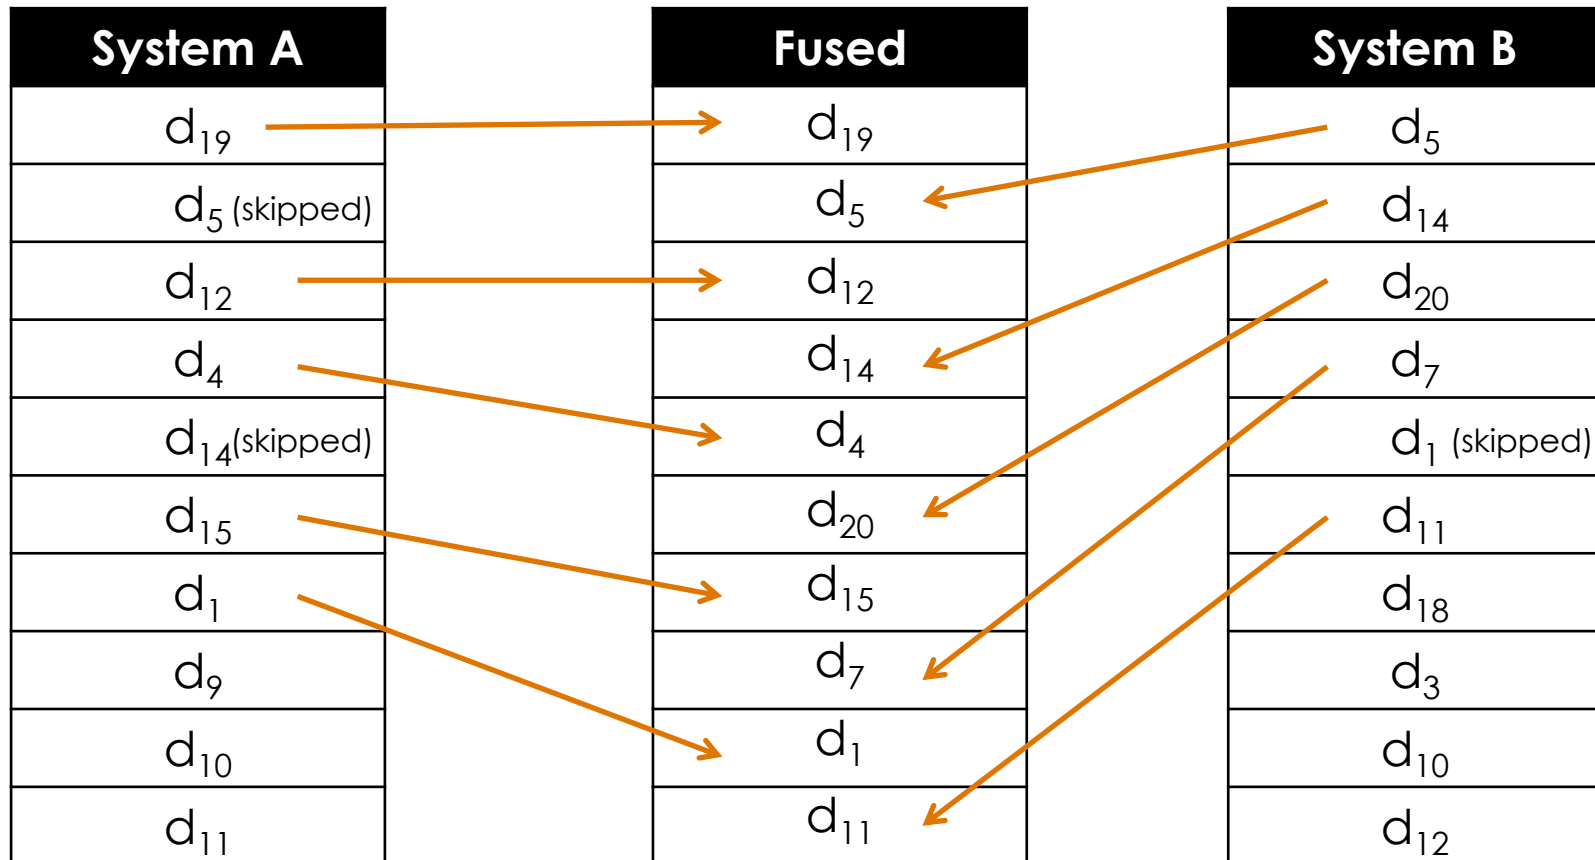 System A Fused System B
d₁₉ d₁₉ d₅
d₅ (skipped) d₅ d₁₄
d₁₂ d₁₂ d₂₀
d₄ d₁₄ d₇
d₁₄(skipped) d₄ d₁ (skipped)
d₁₅ d₂₀ d₁₁
d₁ d₁₅ d₁₈
d₉ d₇ d₃
d₁₀ d₁ d₁₀
d₁₁ d₁₁ d₁₂